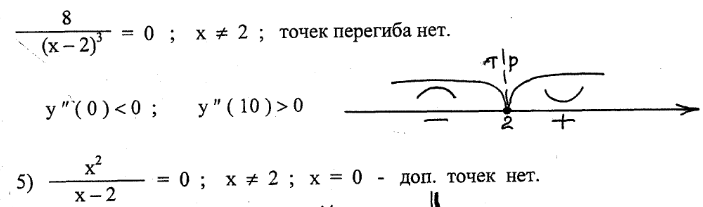 8 / (x – 2)³ = 0 ; x ≠ 2 ; точек перегиба нет.
т|р
y "( 0 ) < 0 ; y "( 10 ) > 0
– 2 +
5) x² / x – 2 = 0 ; x ≠ 2 ; x = 0 - доп. точек нет.